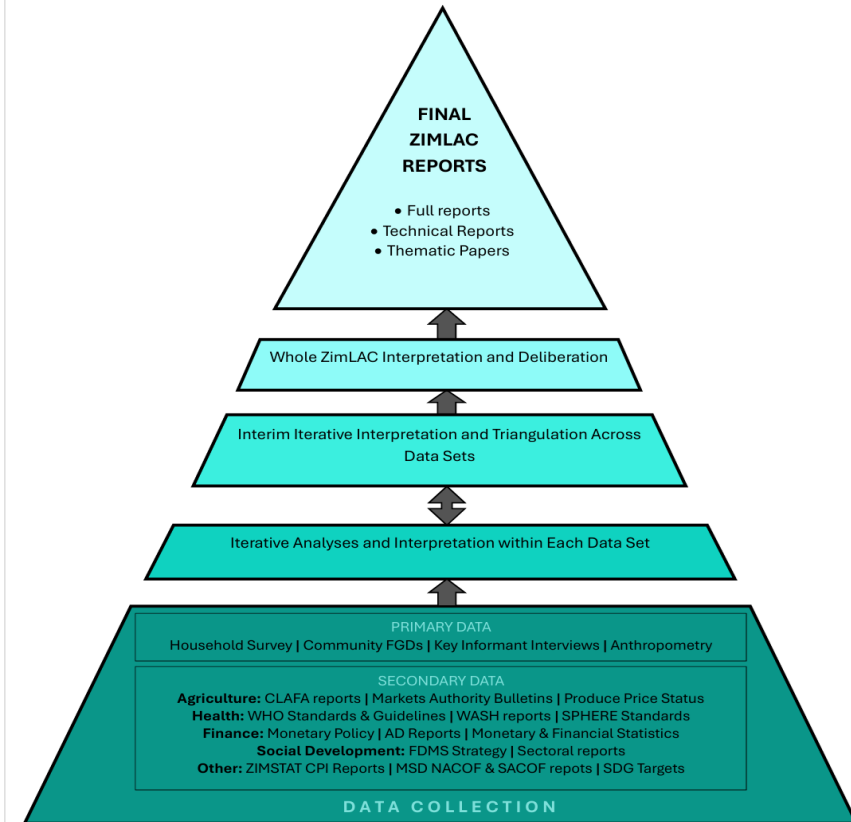 FINAL
ZIMLAC
REPORTS
• Full reports
• Technical Reports
• Thematic Papers
Whole ZimLAC Interpretation and Deliberation
Interim Iterative Interpretation and Triangulation Across
Data Sets
Iterative Analyses and Interpretation within Each Data Set
PRIMARY DATA
Household Survey | Community FGDs | Key Informant Interviews | Anthropometry
SECONDARY DATA
Agriculture: CLAFA reports | Markets Authority Bulletins | Produce Price Status
Health: WHO Standards & Guidelines | WASH reports | SPHERE Standards
Finance: Monetary Policy | AD Reports | Monetary & Financial Statistics
Social Development: FDMS Strategy | Sectoral reports
Other: ZIMSTAT CPI Reports | MSD NACOF & SACOF repots | SDG Targets
DATA COLLECTION